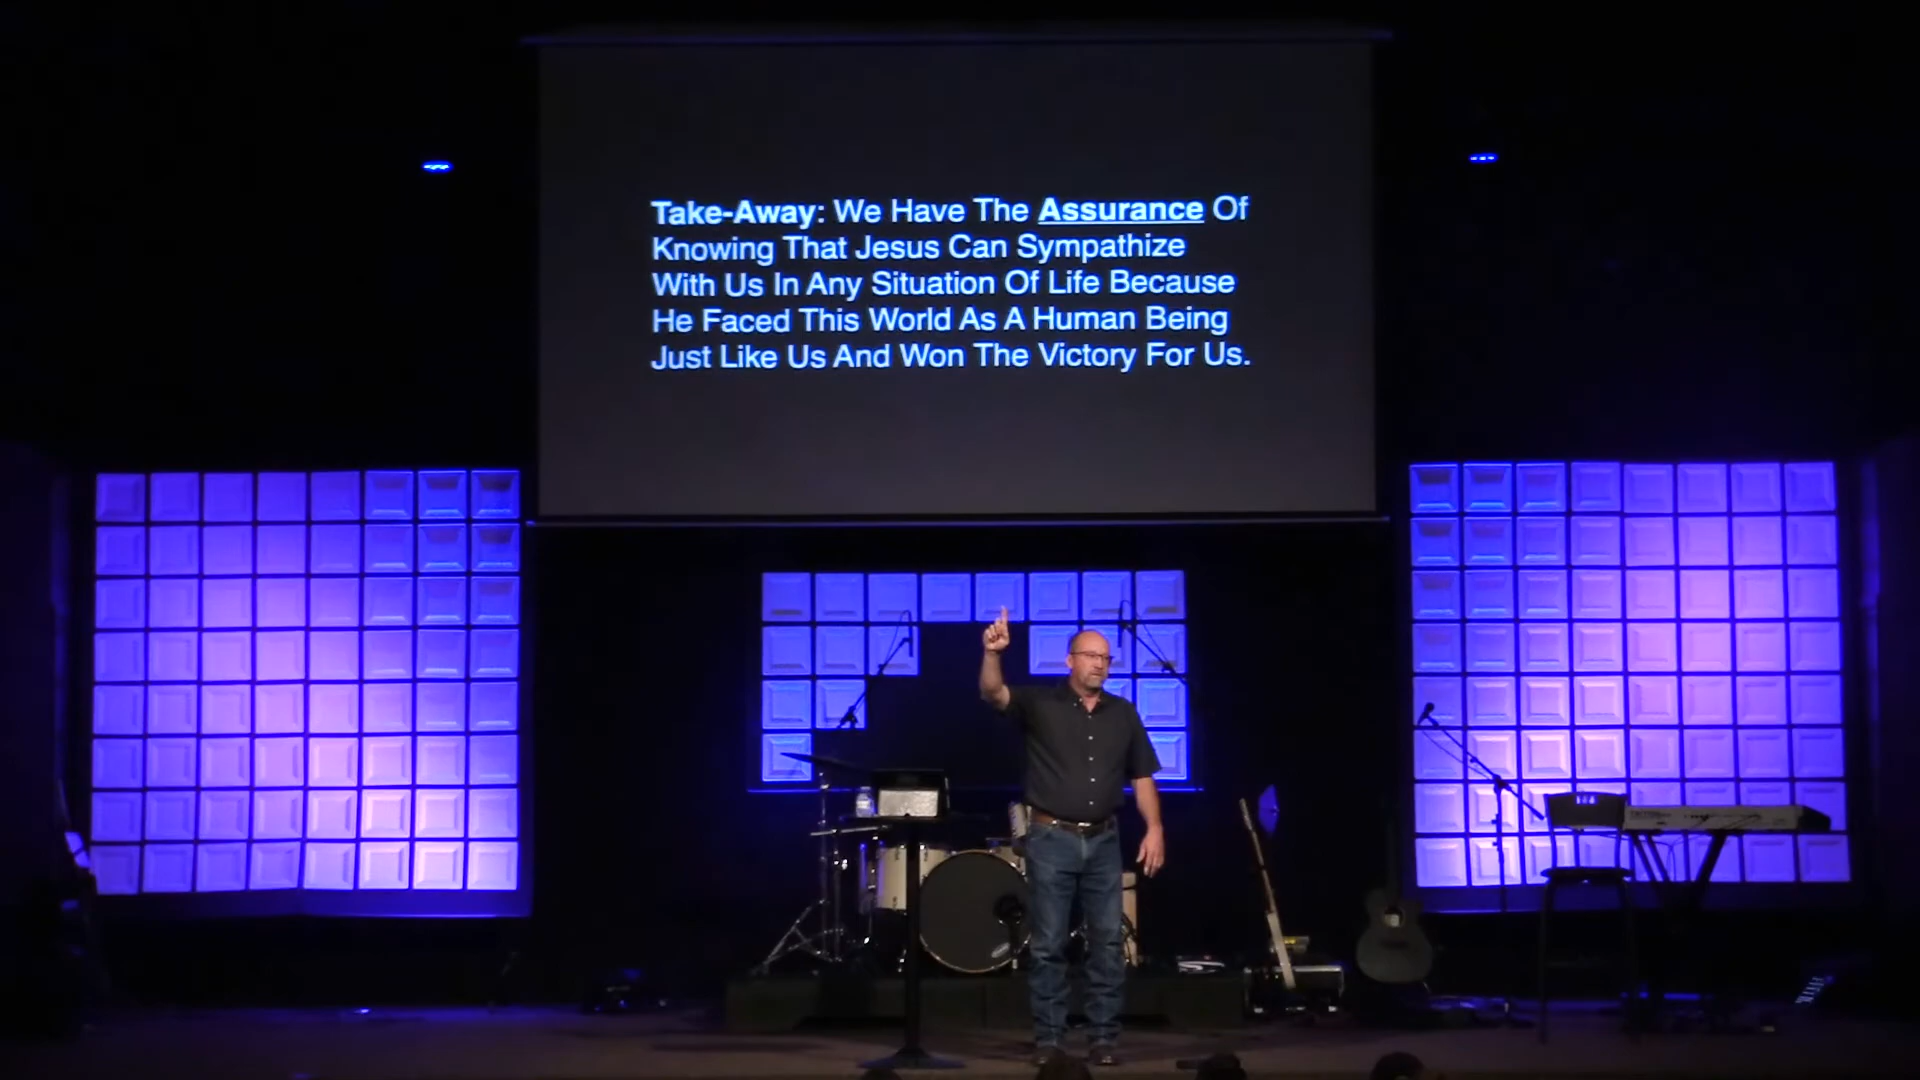 Take-Away: We Have The Assurance Of
Knowing That Jesus Can Sympathize
With Us In Any Situation Of Life Because
He Faced This World As A Human Being
Just Like Us And Won The Victory For Us.